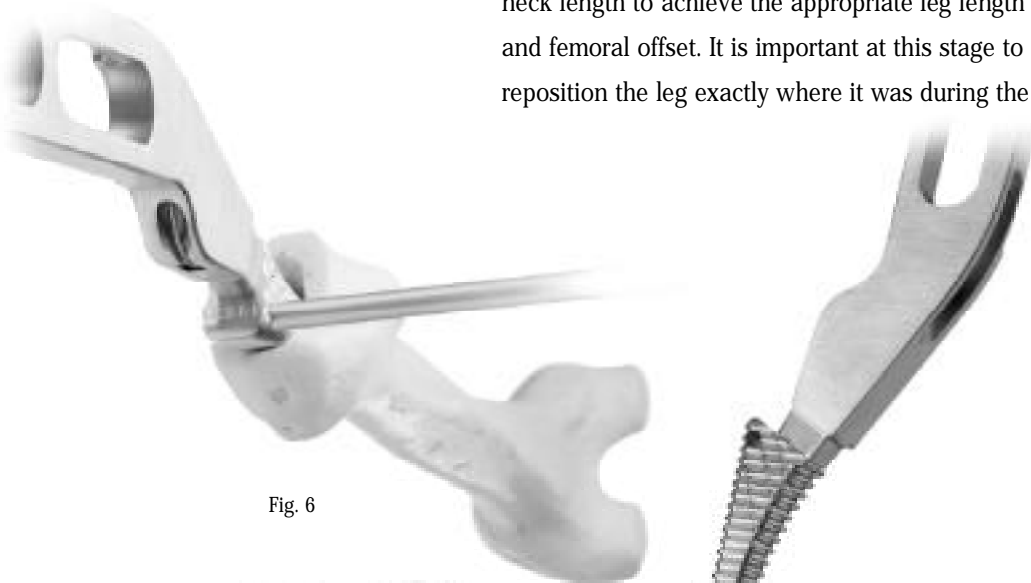 neck length to achieve the appropriate leg length
and femoral offset. It is important at this stage to
reposition the leg exactly where it was during the
Fig. 6